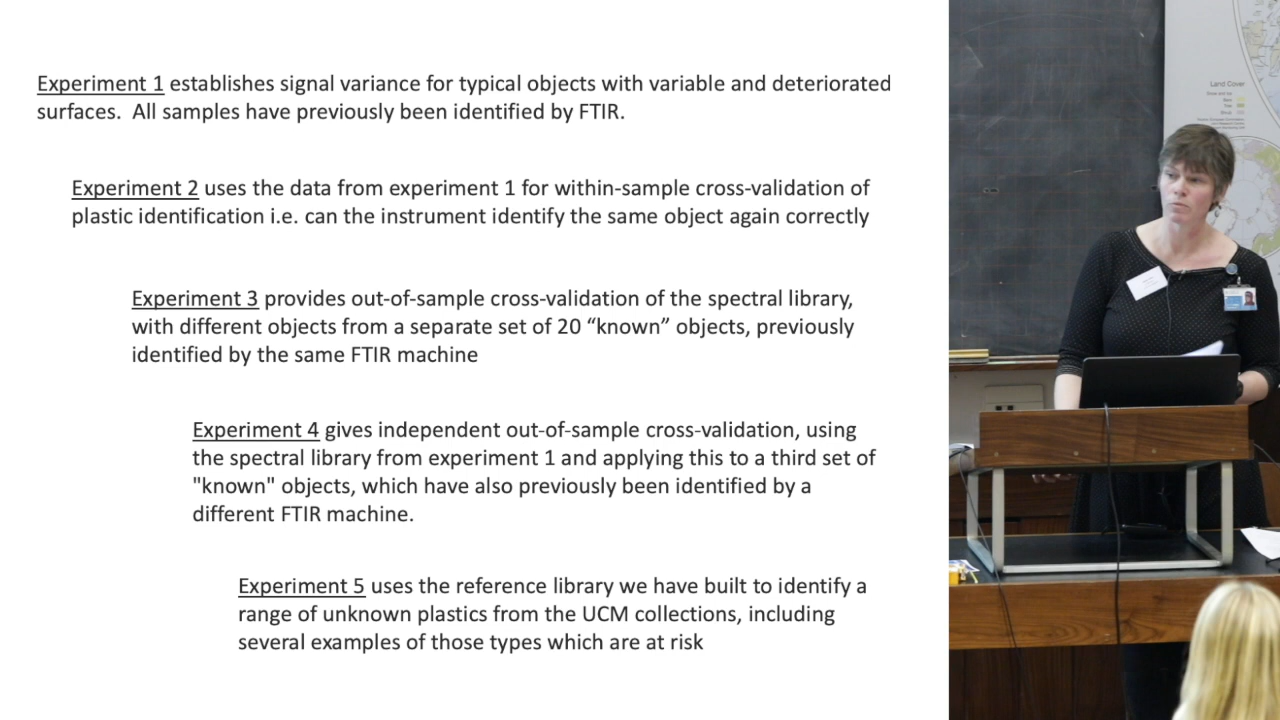 Experiment 1 establishes signal variance for typical objects with variable and deteriorated
surfaces.  All samples have previously been identified by FTIR.
Experiment 2 uses the data from experiment 1 for within-sample cross-validation of
plastic identification i.e. can the instrument identify the same object again correctly
Experiment 3 provides out-of-sample cross-validation of the spectral library,
with different objects from a separate set of 20 “known” objects, previously
identified by the same FTIR machine
Experiment 4 gives independent out-of-sample cross-validation, using
the spectral library from experiment 1 and applying this to a third set of
"known" objects, which have also previously been identified by a
different FTIR machine.
Experiment 5 uses the reference library we have built to identify a
range of unknown plastics from the UCM collections, including
several examples of those types which are at risk
Land Cover